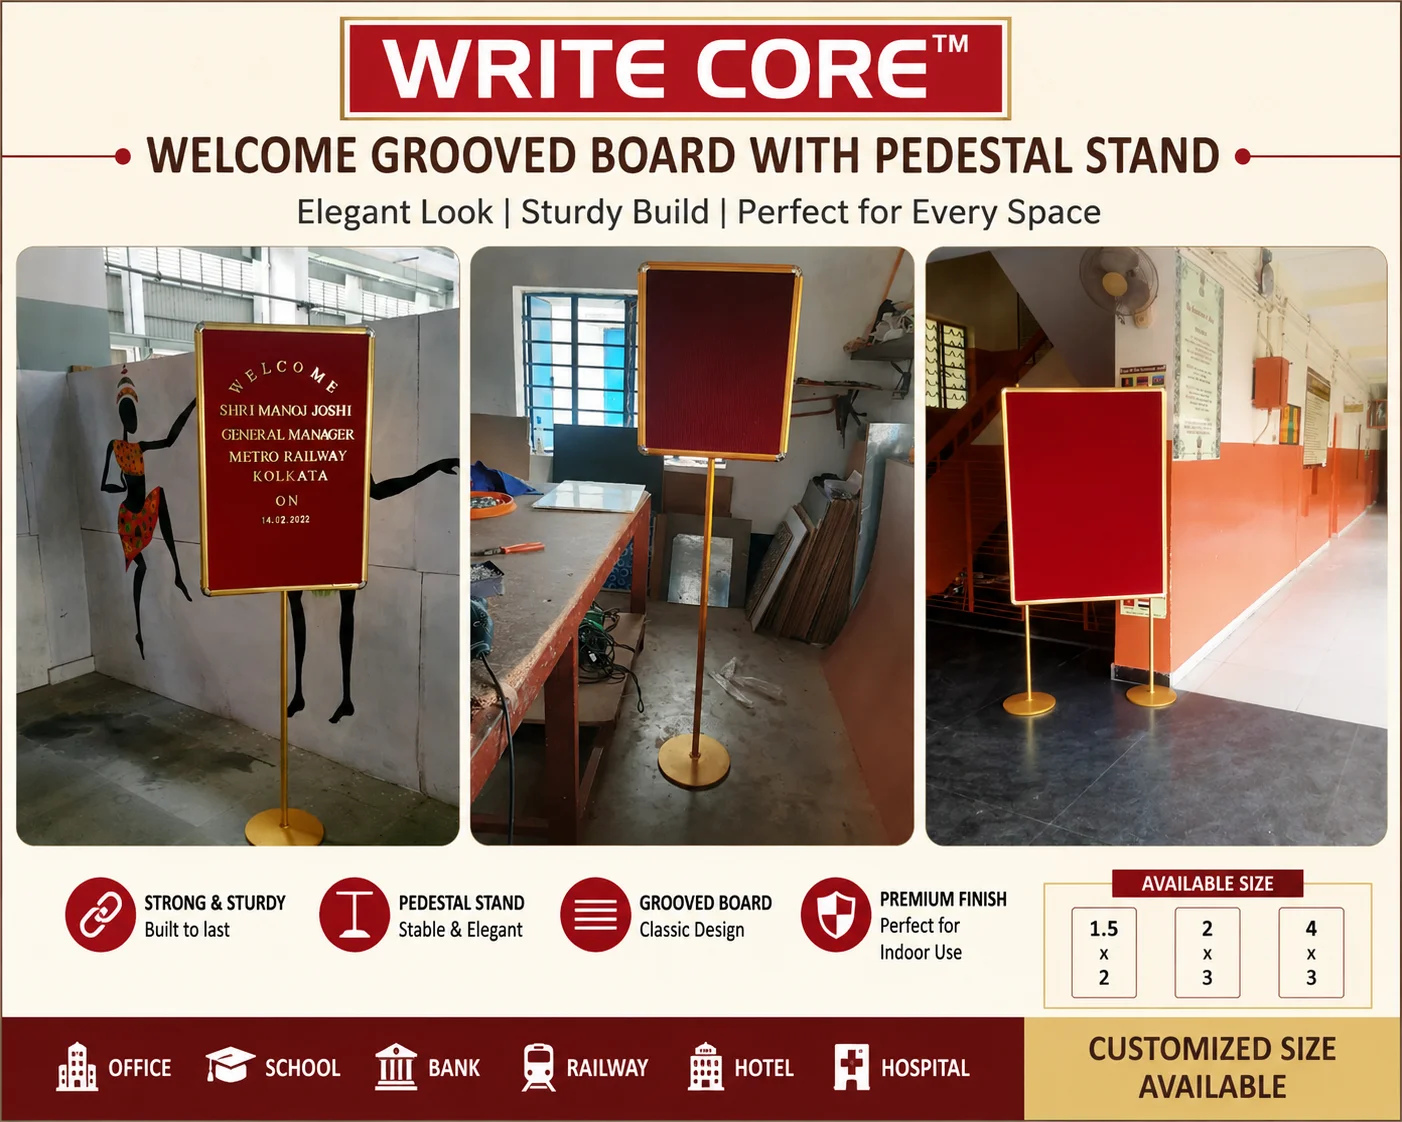 WRITE CORE™
WELCOME GROOVED BOARD WITH PEDESTAL STAND
Elegant Look | Sturdy Build | Perfect for Every Space
WELCOME
SHRI MANOJ JOSHI
GENERAL MANAGER
METRO RAILWAY
KOLKATA
ON
14.02.2022
STRONG & STURDY
Built to last
PEDESTAL STAND
Stable & Elegant
GROOVED BOARD
Classic Design
PREMIUM FINISH
Perfect for
Indoor Use
AVAILABLE SIZE
1.5
x
2
2
x
3
4
x
3
OFFICE
SCHOOL
BANK
RAILWAY
HOTEL
HOSPITAL
CUSTOMIZED SIZE
AVAILABLE